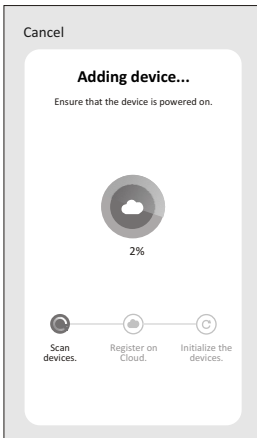 Cancel
Adding device...
Ensure that the device is powered on.
2%
Scan
devices.
Register on
Cloud.
Initialize the
devices.